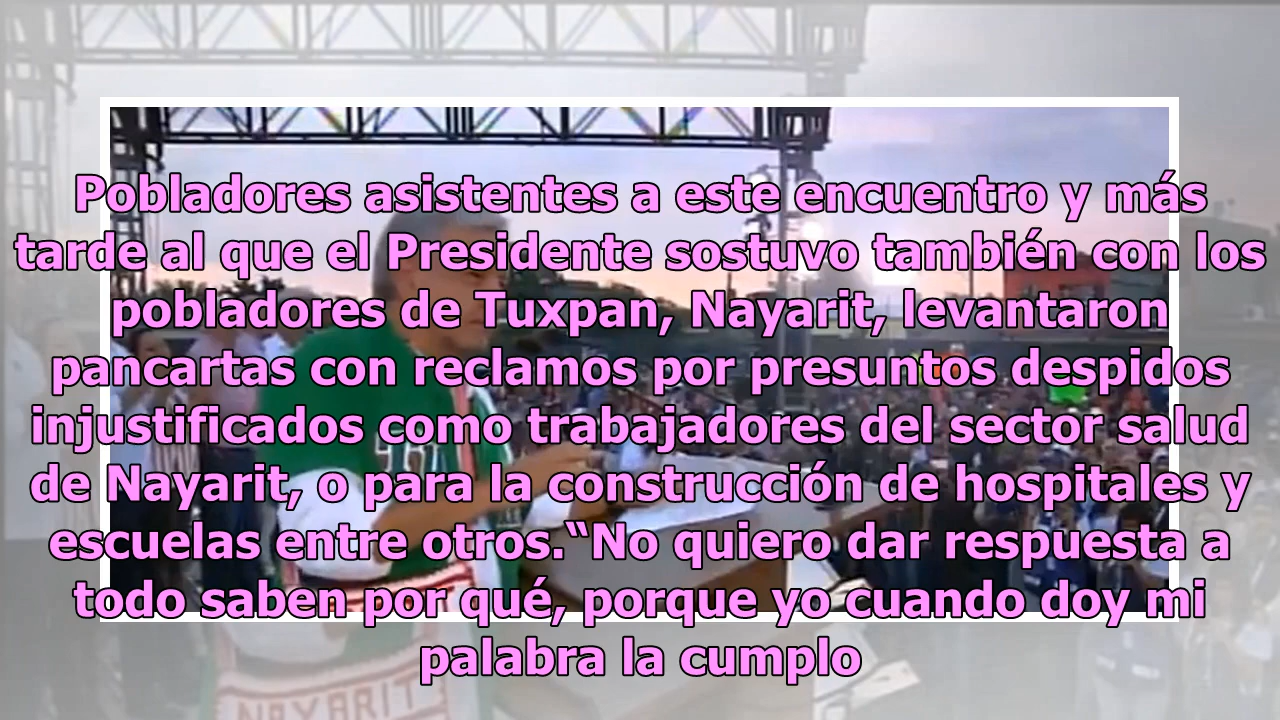 Pobladores asistentes a este encuentro y más
tarde al que el Presidente sostuvo también con los
pobladores de Tuxpan, Nayarit, levantaron
pancartas con reclamos por presuntos despidos
injustificados como trabajadores del sector salud
de Nayarit, o para la construcción de hospitales y
escuelas entre otros.“No quiero dar respuesta a
todo saben por qué, porque yo cuando doy mi
palabra la cumplo
NAYARIT